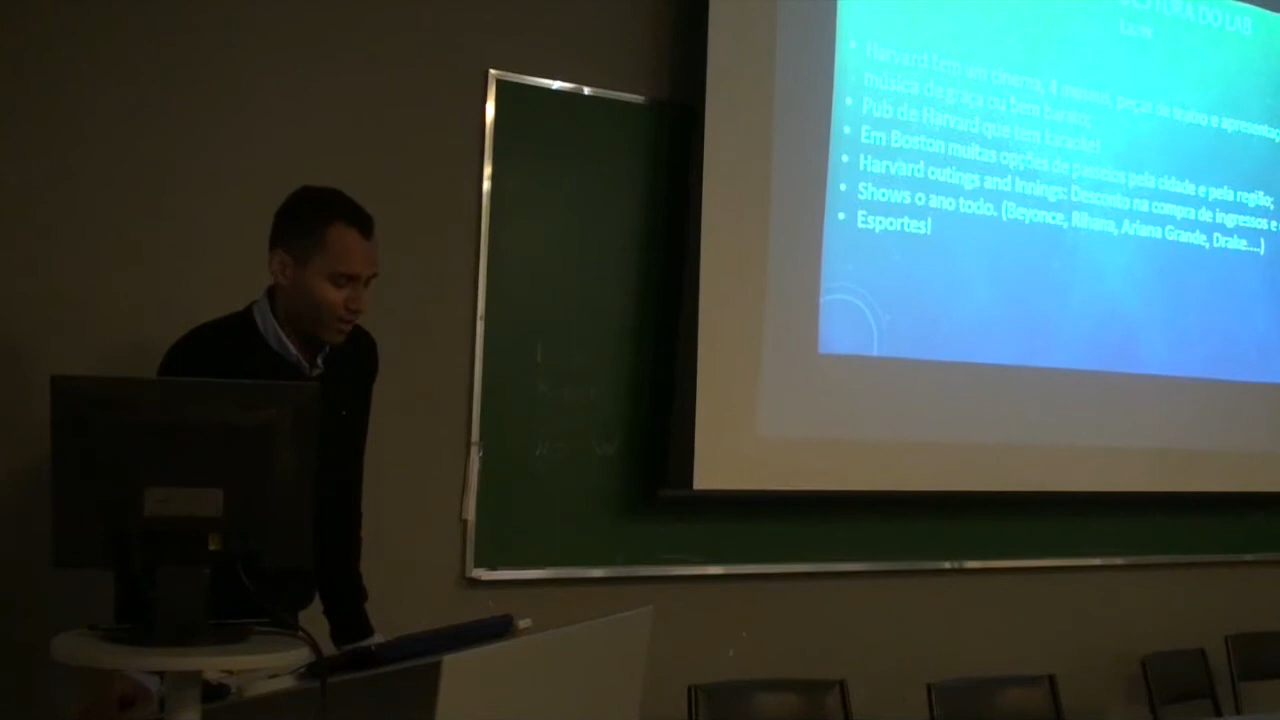 TURA DO LAB
Harvard tem um cinema, 4 museus, peças de teatro e apresentaç
música de graça ou bem barato;
Pub de Harvard que tem karaoke!
Em Boston muitas opções de passeios pela cidade e pela região;
Harvard outings and Innings: Desconto na compra de ingressos e
Shows o ano todo. (Beyonce, Rihana, Ariana Grande, Drake....)
Esportes!